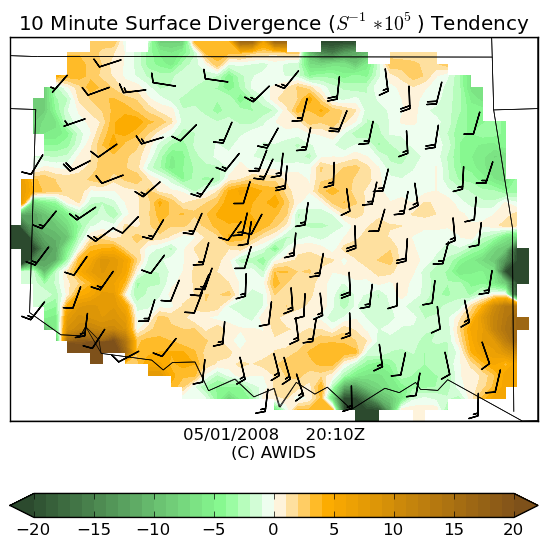 10 Minute Surface Divergence (S⁻¹ * 10⁵ ) Tendency
05/01/2008 20:10Z
(C) AWIDS
−20 −15 −10 −5 0 5 10 15 20